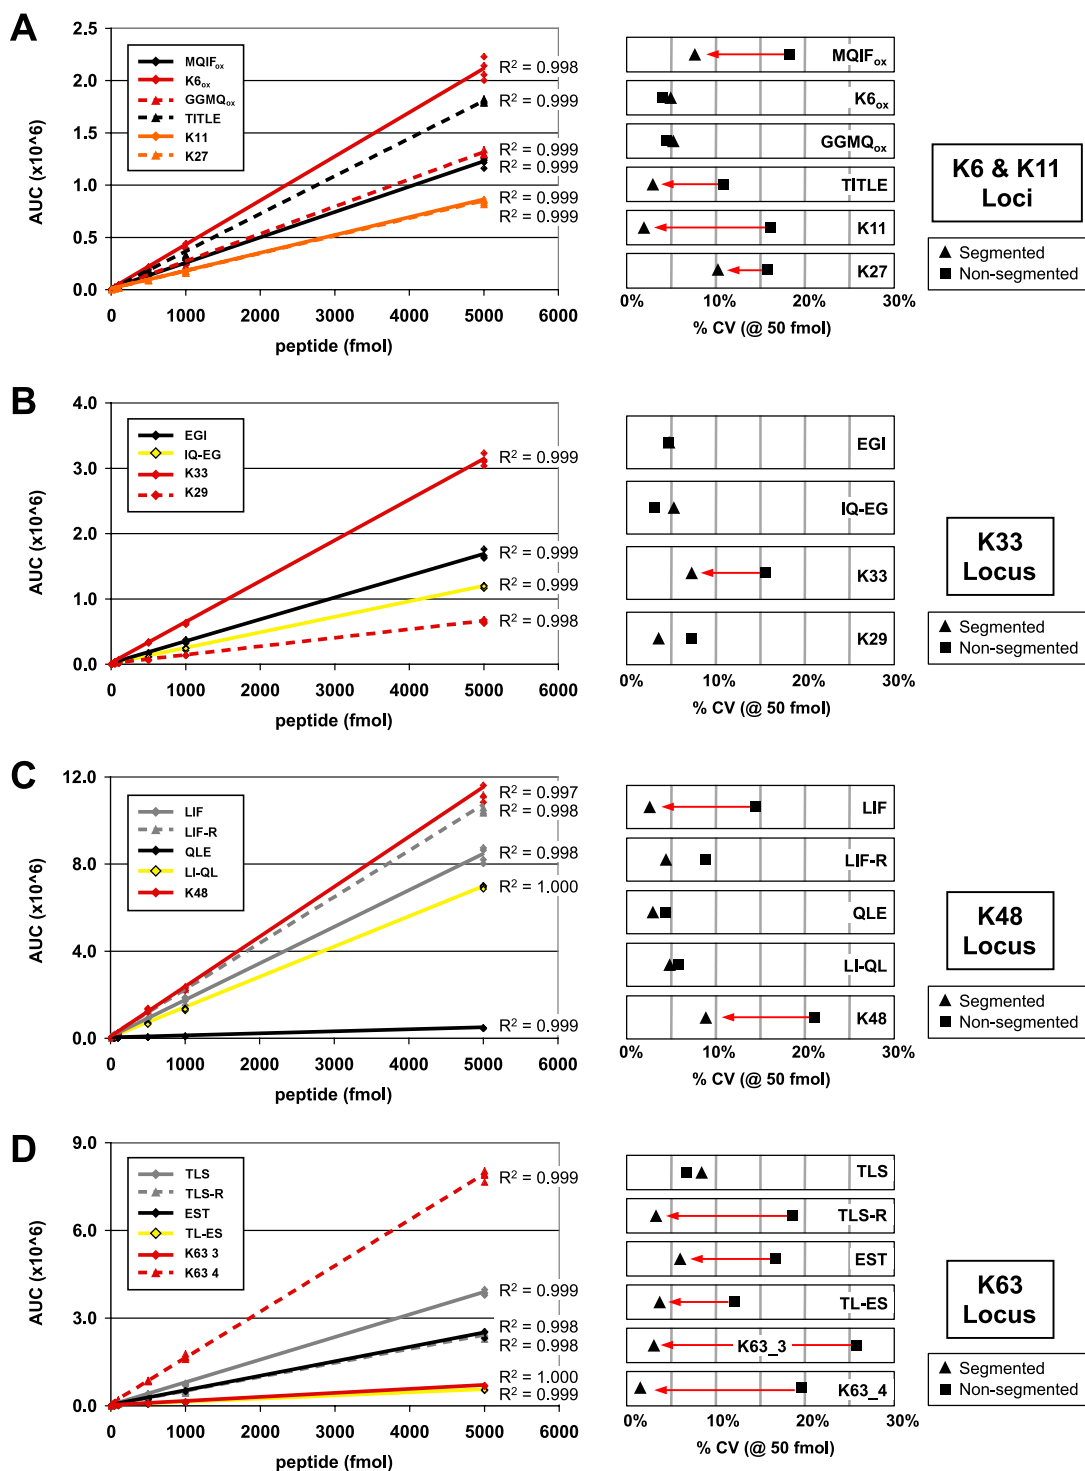 A
2.5
2.0
1.5
1.0
0.5
0.0
AUC (x10^6)
MQIFox
K6ox
GGMQox
TITLE
K11
K27
R² = 0.998
R² = 0.999
R² = 0.999
R² = 0.999
R² = 0.999
R² = 0.999
0 1000 2000 3000 4000 5000 6000
peptide (fmol)
MQIFox
K6ox
GGMQox
TITLE
K11
K27
0% 10% 20% 30%
% CV (@ 50 fmol)
K6 & K11
Loci
Segmented
Non-segmented
B
4.0
3.0
2.0
1.0
0.0
AUC (x10^6)
EGI
IQ-EG
K33
K29
R² = 0.999
R² = 0.999
R² = 0.999
R² = 0.998
0 1000 2000 3000 4000 5000 6000
peptide (fmol)
EGI
IQ-EG
K33
K29
0% 10% 20% 30%
% CV (@ 50 fmol)
K33
Locus
Segmented
Non-segmented
C
12.0
8.0
4.0
0.0
AUC (x10^6)
LIF
LIF-R
QLE
LI-QL
K48
R² = 0.997
R² = 0.998
R² = 0.998
R² = 1.000
R² = 0.999
0 1000 2000 3000 4000 5000 6000
peptide (fmol)
LIF
LIF-R
QLE
LI-QL
K48
0% 10% 20% 30%
% CV (@ 50 fmol)
K48
Locus
Segmented
Non-segmented
D
9.0
6.0
3.0
0.0
AUC (x10^6)
TLS
TLS-R
EST
TL-ES
K63 3
K63 4
R² = 0.999
R² = 0.999
R² = 0.998
R² = 0.998
R² = 1.000
R² = 0.999
0 1000 2000 3000 4000 5000 6000
peptide (fmol)
TLS
TLS-R
EST
TL-ES
K63_3
K63_4
0% 10% 20% 30%
% CV (@ 50 fmol)
K63
Locus
Segmented
Non-segmented